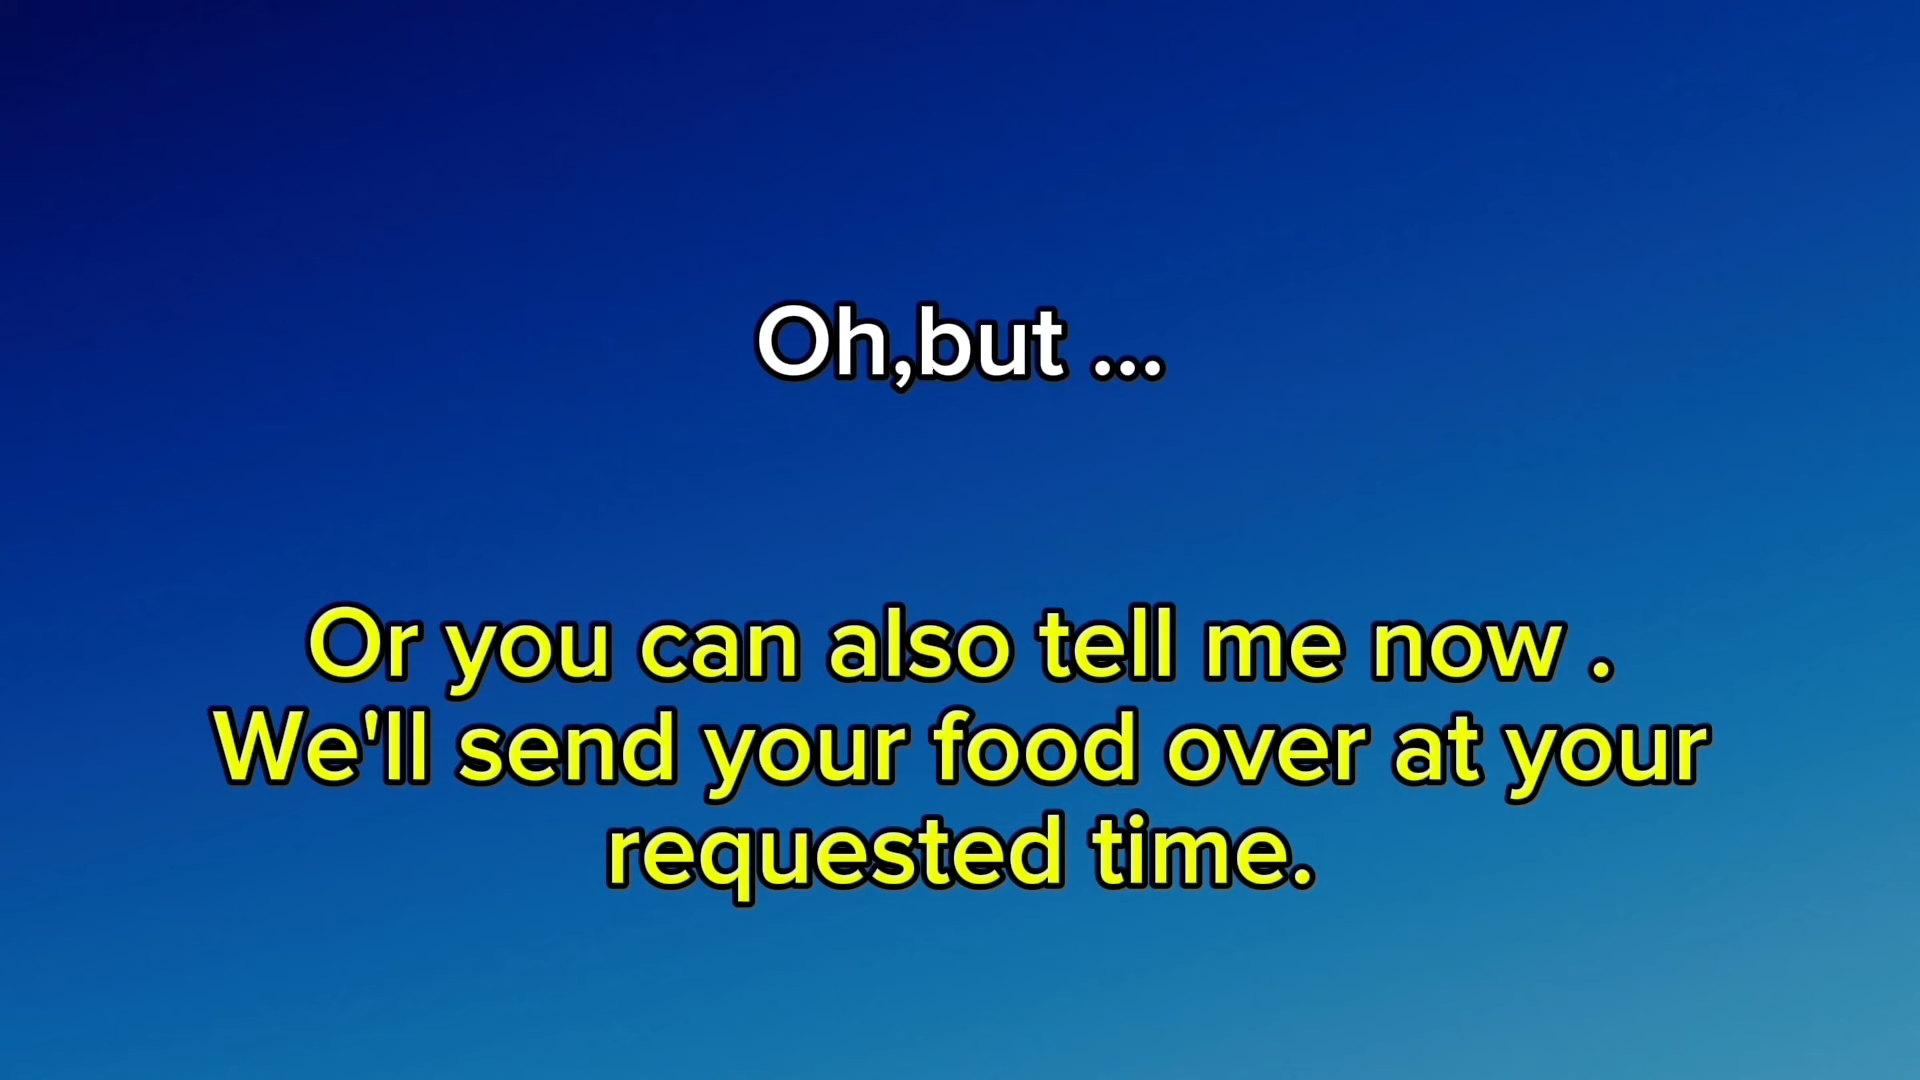 Oh,but ...
Or you can also tell me now .
We'll send your food over at your
requested time.